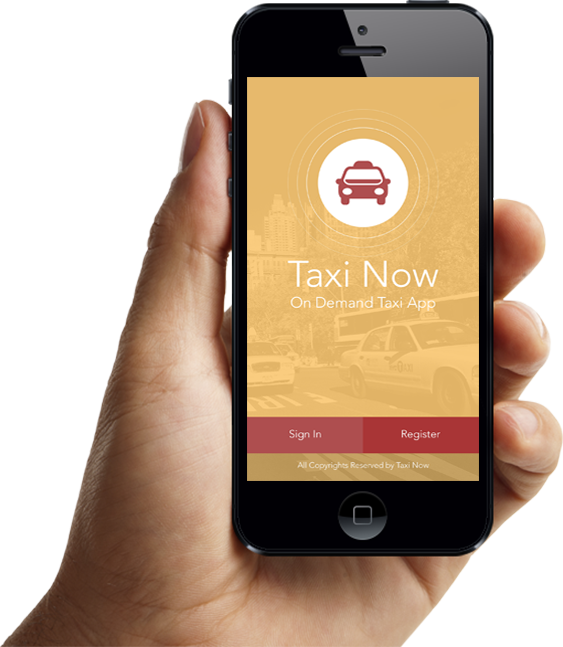 Taxi Now
On Demand Taxi App
Sign In
Register
All Copyrights Reserved by Taxi Now